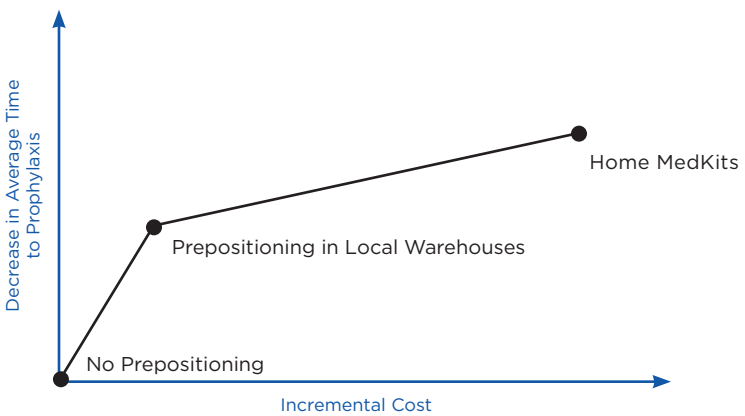 Decrease in Average Time
to Prophylaxis
Home MedKits
Prepositioning in Local Warehouses
No Prepositioning
Incremental Cost